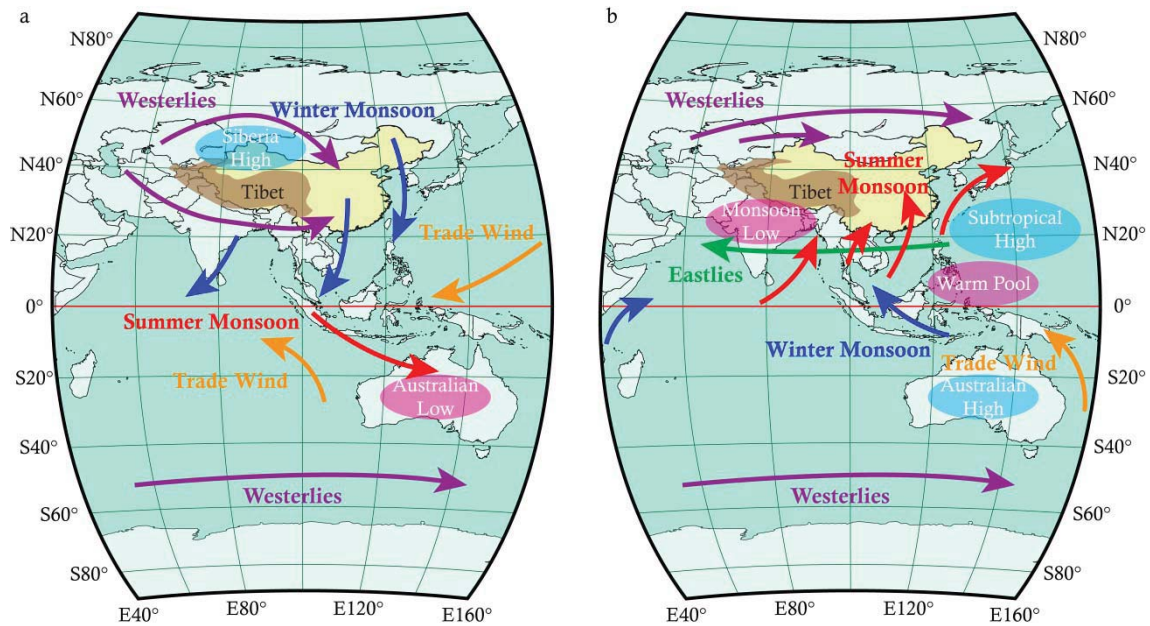 a
b
N80°
N60°
N40°
N20°
0°
S20°
S40°
S60°
S80°
E40°
E80°
E120°
E160°
Westerlies
Winter Monsoon
Siberia
High
Tibet
Trade Wind
Summer Monsoon
Trade Wind
Australian
Low
Westerlies
Westerlies
Summer
Monsoon
Tibet
Monsoon
Low
Subtropical
High
Eastlies
Warm Pool
Winter Monsoon
Trade Wind
Australian
High
Westerlies
N80°
N60°
N40°
N20°
0°
S20°
S40°
S60°
S80°
E40°
E80°
E120°
E160°